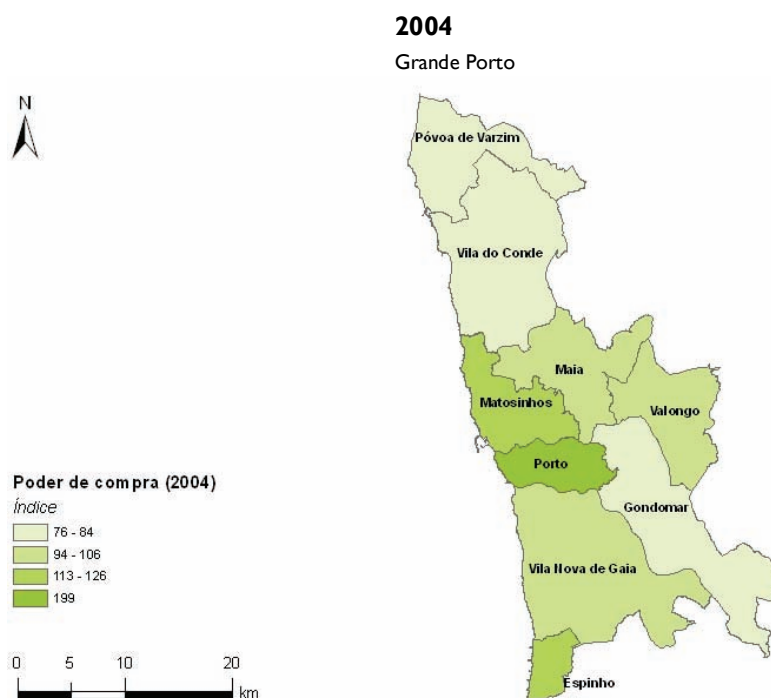 2004
Grande Porto
N
Póvoa de Varzim
Vila do Conde
Maia
Matosinhos
Valongo
Porto
Gondomar
Vila Nova de Gaia
Espinho
Poder de compra (2004)
Índice
76 - 84
94 - 106
113 - 126
199
0 5 10 20
km